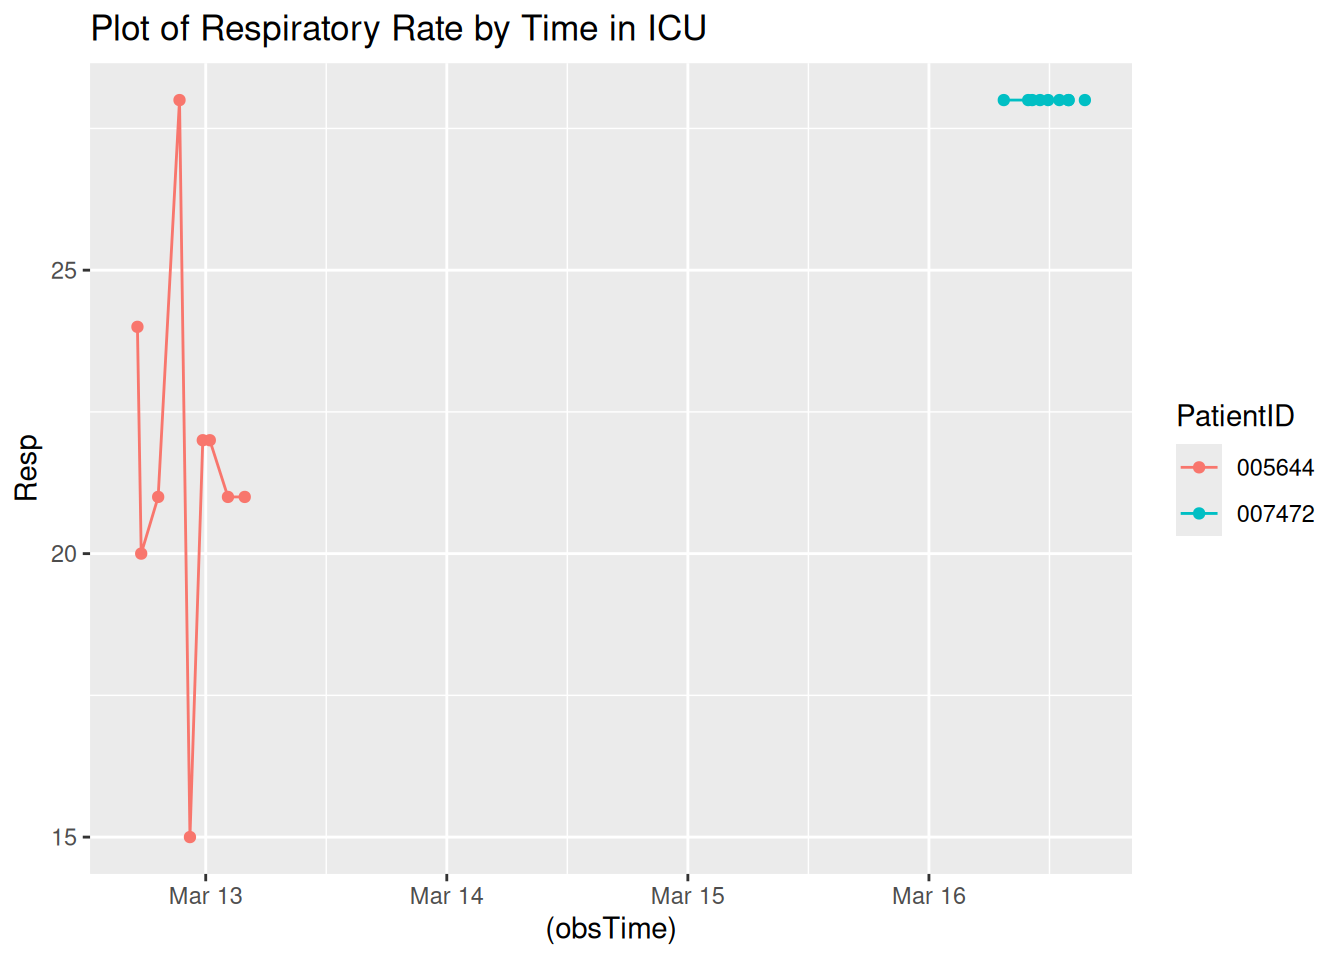 Plot of Respiratory Rate by Time in ICU
25
20
15
Resp
Mar 13
Mar 14
Mar 15
Mar 16
(obsTime)
PatientID
005644
007472